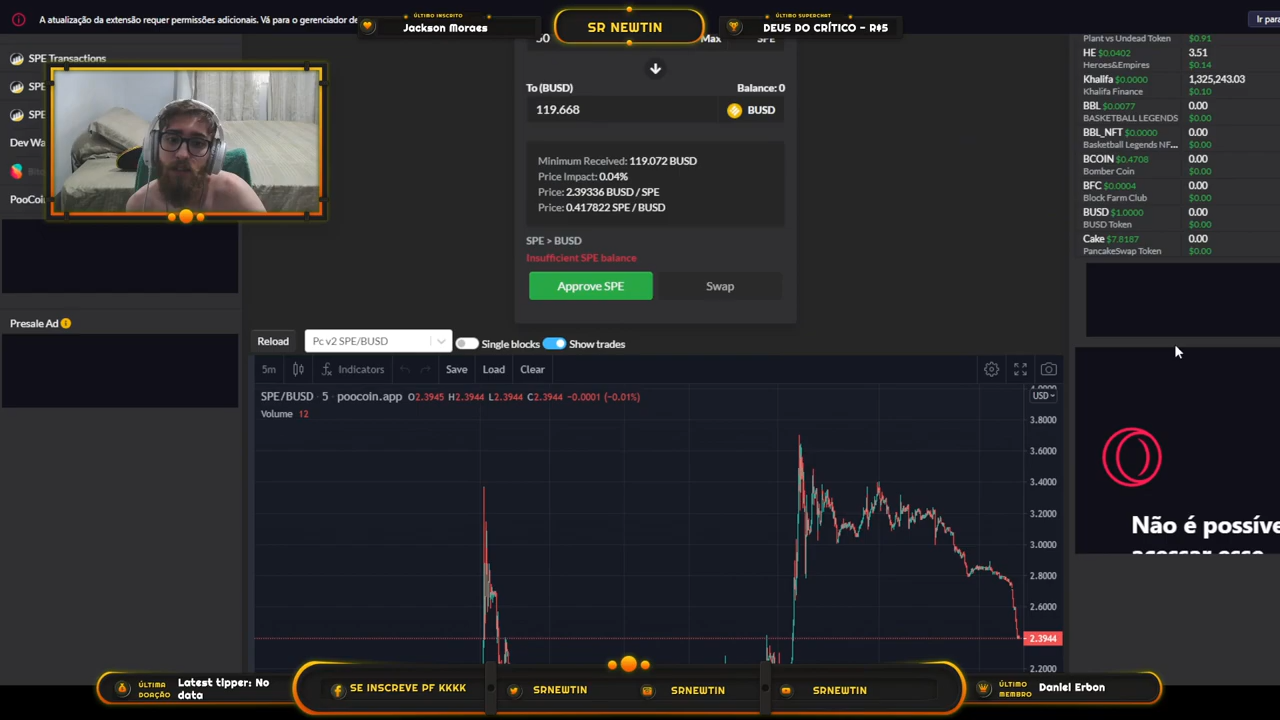 A atualização da extensão requer permissões adicionais. Vá para o gerenciador de
ÚLTIMO INSCRITO
Jackson Moraes
SR NEWTIN
ÚLTIMO SUPERCHAT
DEUS DO CRÍTICO - R$5
Ir para
SPE Transactions
SPE
SPE
Dev Wa
PooCoi
Presale Ad
Max
SPE
To (BUSD)
Balance: 0
119.668
BUSD
Minimum Received: 119.072 BUSD
Price Impact: 0.04%
Price: 2.39336 BUSD / SPE
Price: 0.417822 SPE / BUSD
SPE > BUSD
Insufficient SPE balance
Approve SPE
Swap
Plant vs Undead Token $0.91
HE $0.0402 3.51
Heroes&Empires $0.14
Khalifa $0.0000 1,325,243.03
Khalifa Finance $0.10
BBL $0.0077 0.00
BASKETBALL LEGENDS $0.00
BBL_NFT $0.0000 0.00
Basketball Legends NF... $0.00
BCOIN $0.4708 0.00
Bomber Coin $0.00
BFC $0.0004 0.00
Block Farm Club $0.00
BUSD $1.0000 0.00
BUSD Token $0.00
Cake $7.8187 0.00
PancakeSwap Token $0.00
Reload
Pc v2 SPE/BUSD
Single blocks
Show trades
5m
Indicators
Save
Load
Clear
SPE/BUSD · 5 · poocoin.app O2.3945 H2.3944 L2.3944 C2.3944 -0.0001 (-0.01%)
Volume 12
USD
3.8000
3.6000
3.4000
3.2000
3.0000
2.8000
2.6000
2.3944
2.2000
Não é possíve
acessar esse
ÚLTIMA DOAÇÃO
Latest tipper: No data
SE INSCREVE PF KKKK
SRNEWTIN
SRNEWTIN
SRNEWTIN
ÚLTIMO MEMBRO
Daniel Erbon